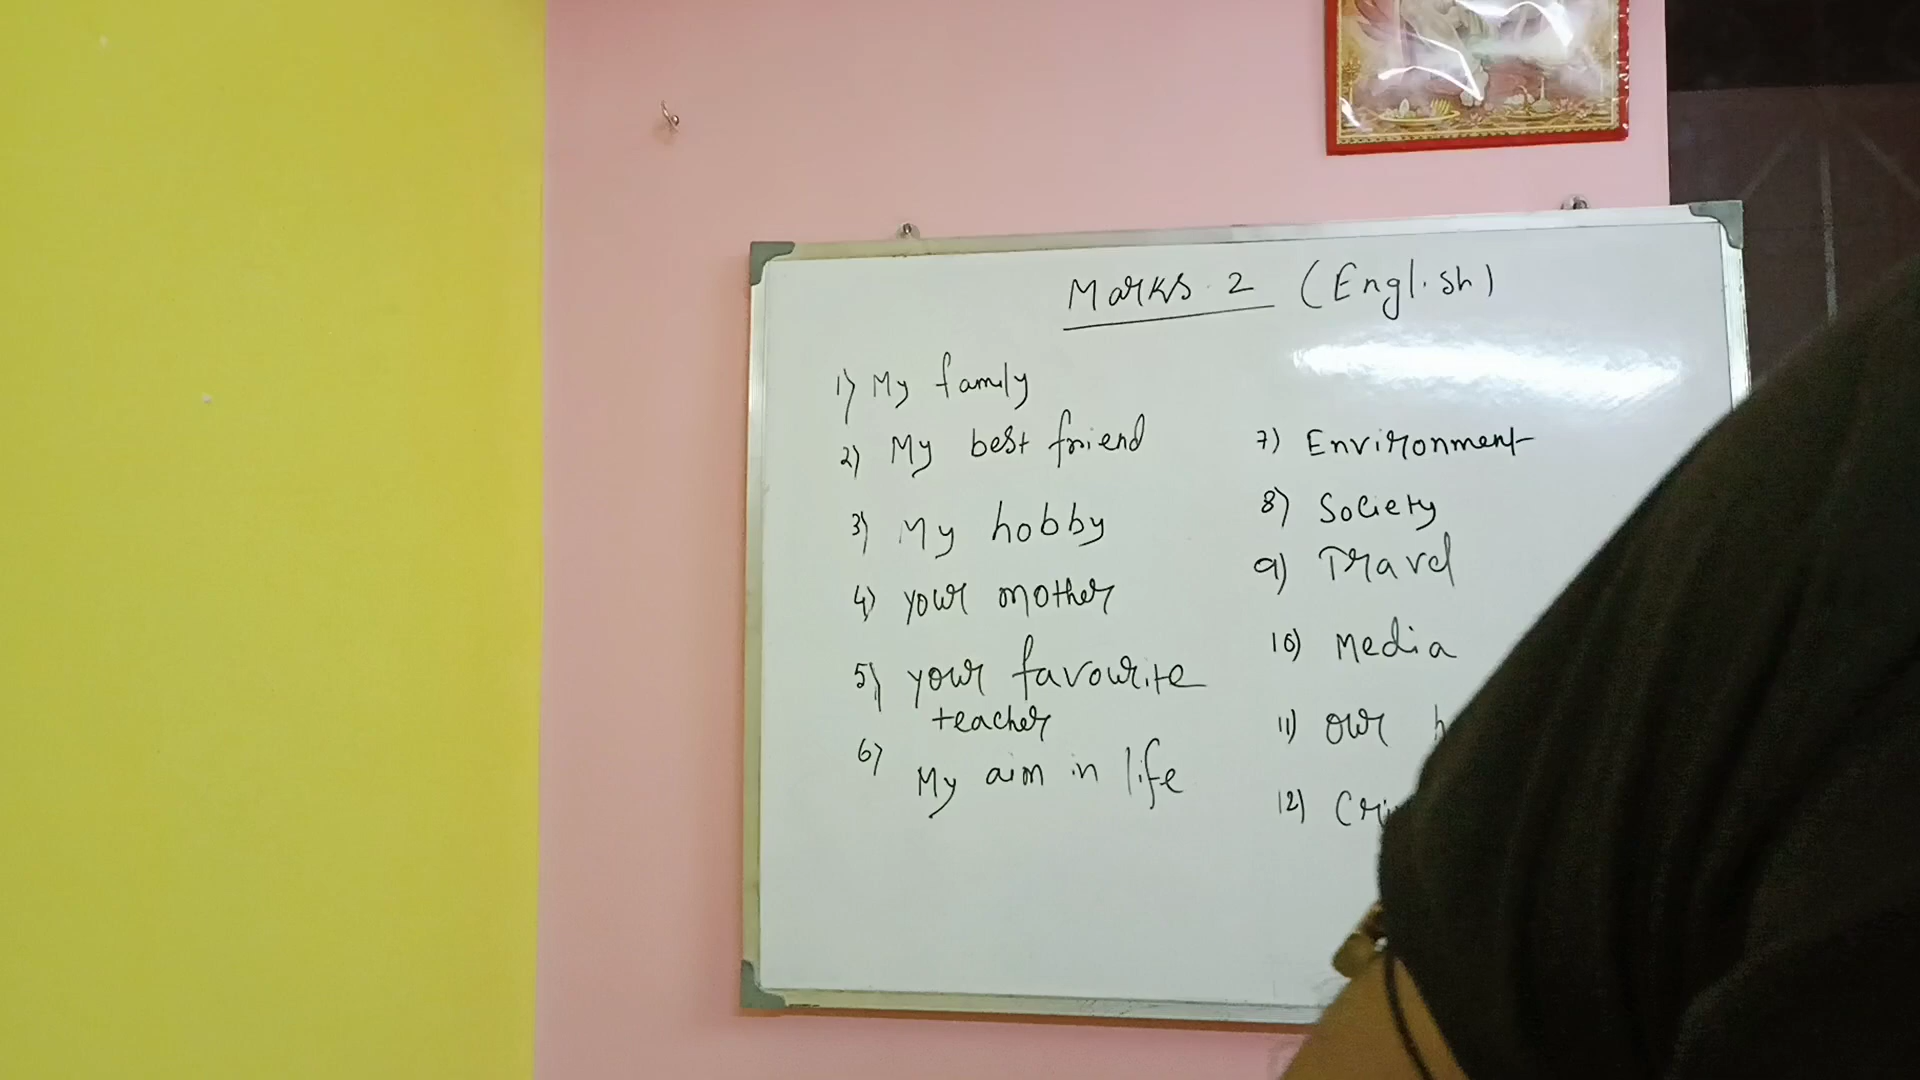 Marks 2 (English)
1) My family
2) My best friend
3) My hobby
4) your mother
5) your favourite
teacher
6) My aim in life
7) Environment
8) Society
9) Travel
10) Media
11) our
12)